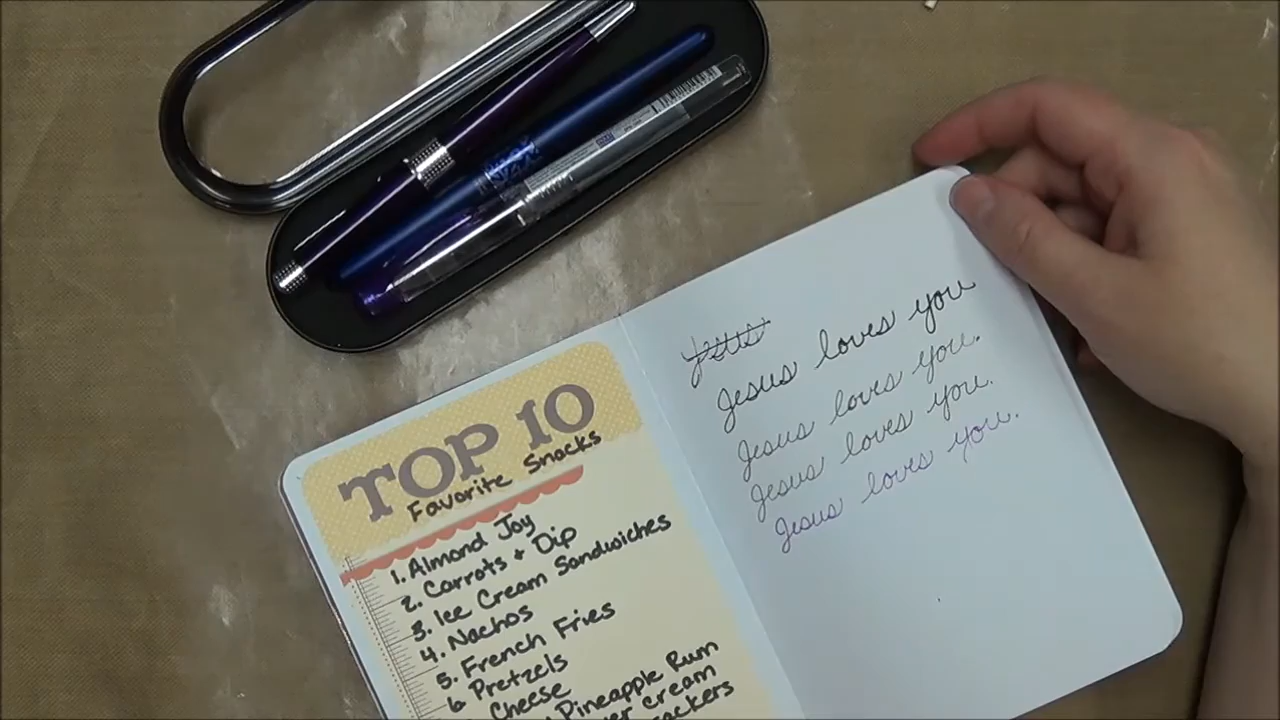 TOP 10
Favorite Snacks
1. Almond Joy
2. Carrots + Dip
3. Ice Cream Sandwiches
4. Nachos
5. French Fries
6 Pretzels
Cheese
Pineapple Rum
cream
Jesus
Jesus loves you
Jesus loves you.
Jesus loves you.
Jesus loves you.